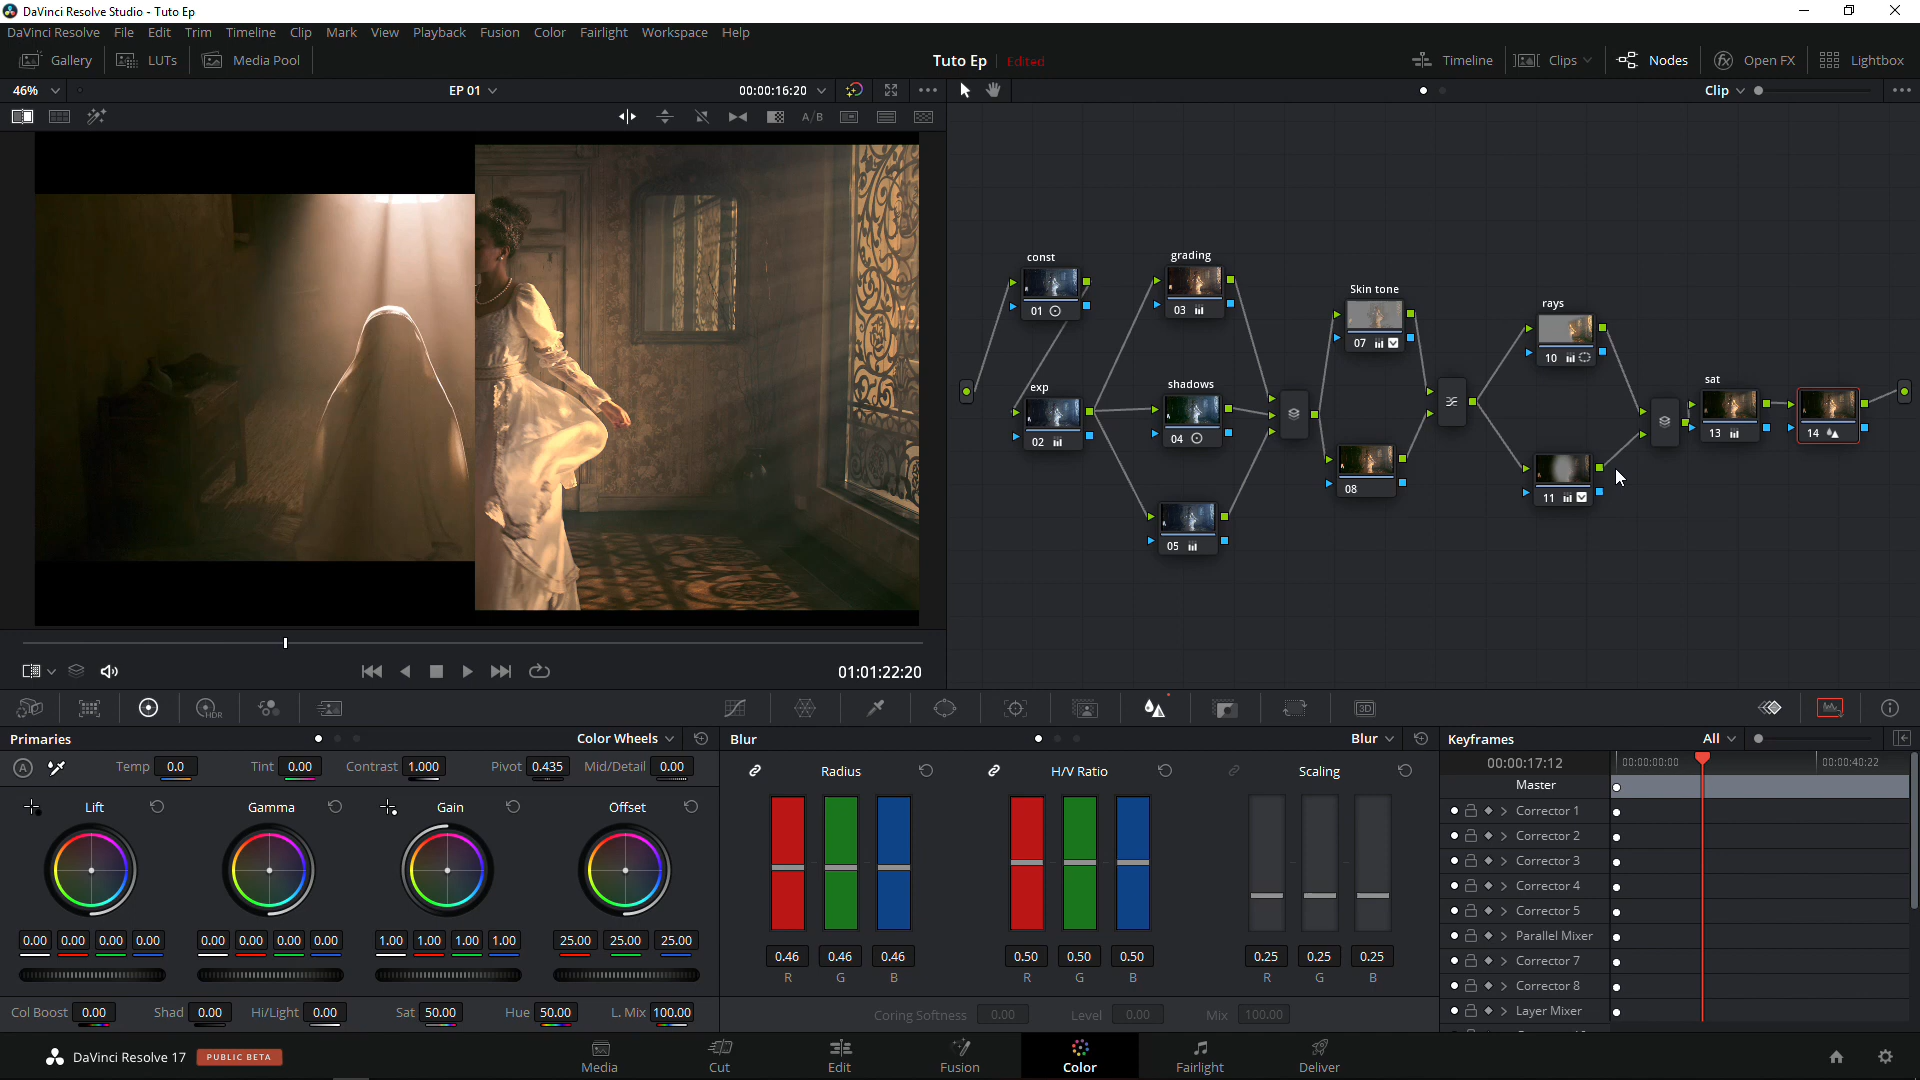 DaVinci Resolve Studio - Tuto Ep
DaVinci Resolve File Edit Trim Timeline Clip Mark View Playback Fusion Color Fairlight Workspace Help
Gallery LUTs Media Pool Tuto Ep Edited Timeline Clips Nodes Open FX Lightbox
46% EP 01 00:00:16:20 Clip
A/B
const
01
exp
02
grading
03
shadows
04
05
Skin tone
07
08
rays
10
11
sat
13
14
01:01:22:20
HDR 3D
Primaries Color Wheels
A Temp 0.0 Tint 0.00 Contrast 1.000 Pivot 0.435 Mid/Detail 0.00
Lift Gamma Gain Offset
0.00 0.00 0.00 0.00 0.00 0.00 0.00 0.00 1.00 1.00 1.00 1.00 25.00 25.00 25.00
Col Boost 0.00 Shad 0.00 Hi/Light 0.00 Sat 50.00 Hue 50.00 L. Mix 100.00
Blur Blur
Radius H/V Ratio Scaling
0.46 0.46 0.46 0.50 0.50 0.50 0.25 0.25 0.25
R G B R G B R G B
Coring Softness 0.00 Level 0.00 Mix 100.00
Keyframes All
00:00:17:12 00:00:00:00 00:00:40:22
Master
Corrector 1
Corrector 2
Corrector 3
Corrector 4
Corrector 5
Parallel Mixer
Corrector 7
Corrector 8
Layer Mixer
DaVinci Resolve 17 PUBLIC BETA
Media Cut Edit Fusion Color Fairlight Deliver